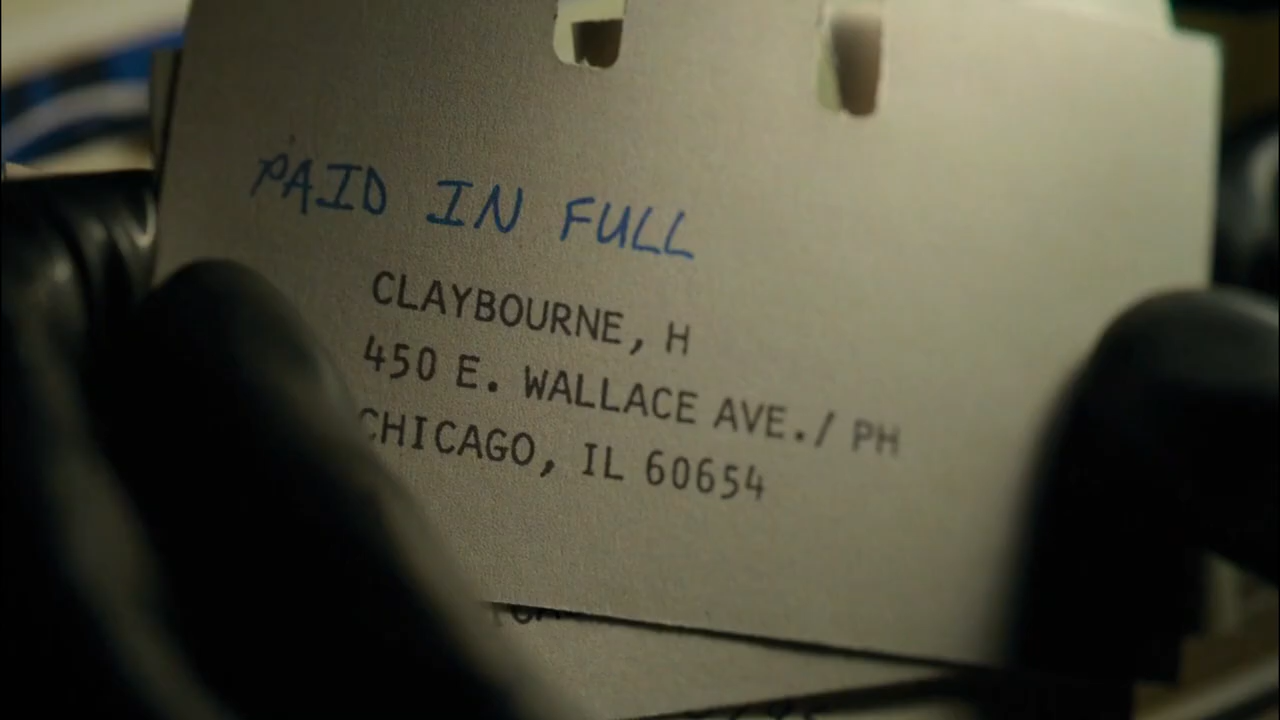 PAID IN FULL
CLAYBOURNE, H
450 E. WALLACE AVE./ PH
CHICAGO, IL 60654